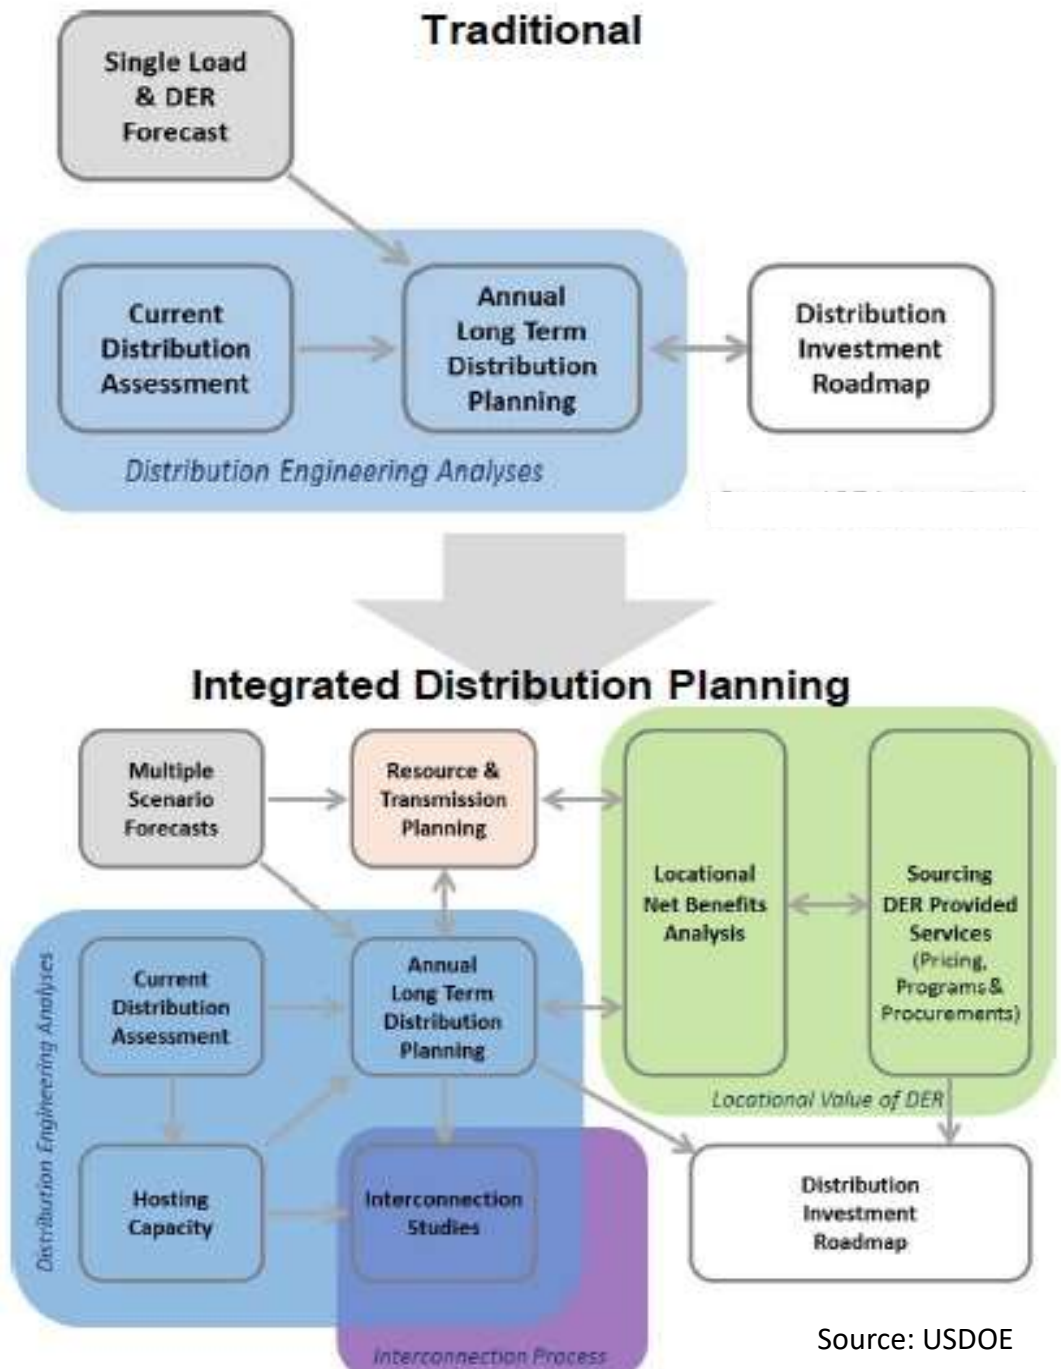 Traditional
Single Load
& DER
Forecast
Current
Distribution
Assessment
Annual
Long Term
Distribution
Planning
Distribution
Investment
Roadmap
Distribution Engineering Analyses
Integrated Distribution Planning
Multiple
Scenario
Forecasts
Resource &
Transmission
Planning
Locational
Net Benefits
Analysis
Sourcing
DER Provided
Services
(Pricing,
Programs &
Procurements)
Locational Value of DER
Distribution Engineering Analyses
Current
Distribution
Assessment
Annual
Long Term
Distribution
Planning
Hosting
Capacity
Interconnection
Studies
Distribution
Investment
Roadmap
Interconnection Process
Source: USDOE